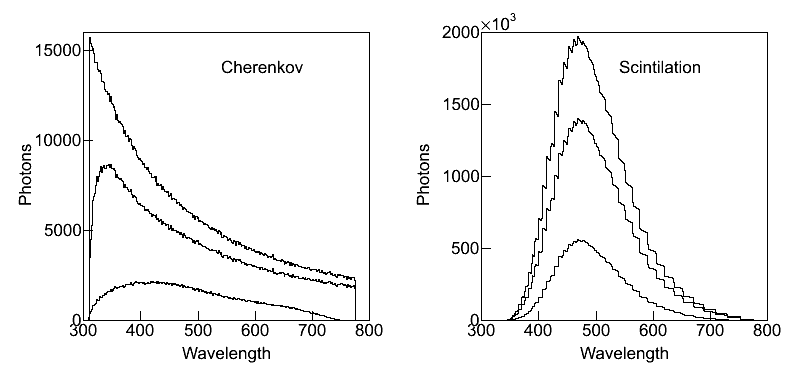 15000
10000
5000
0
300 400 500 600 700 800
Photons
Wavelength
Cherenkov
2000 ×10³
1500
1000
500
0
300 400 500 600 700 800
Photons
Wavelength
Scintilation